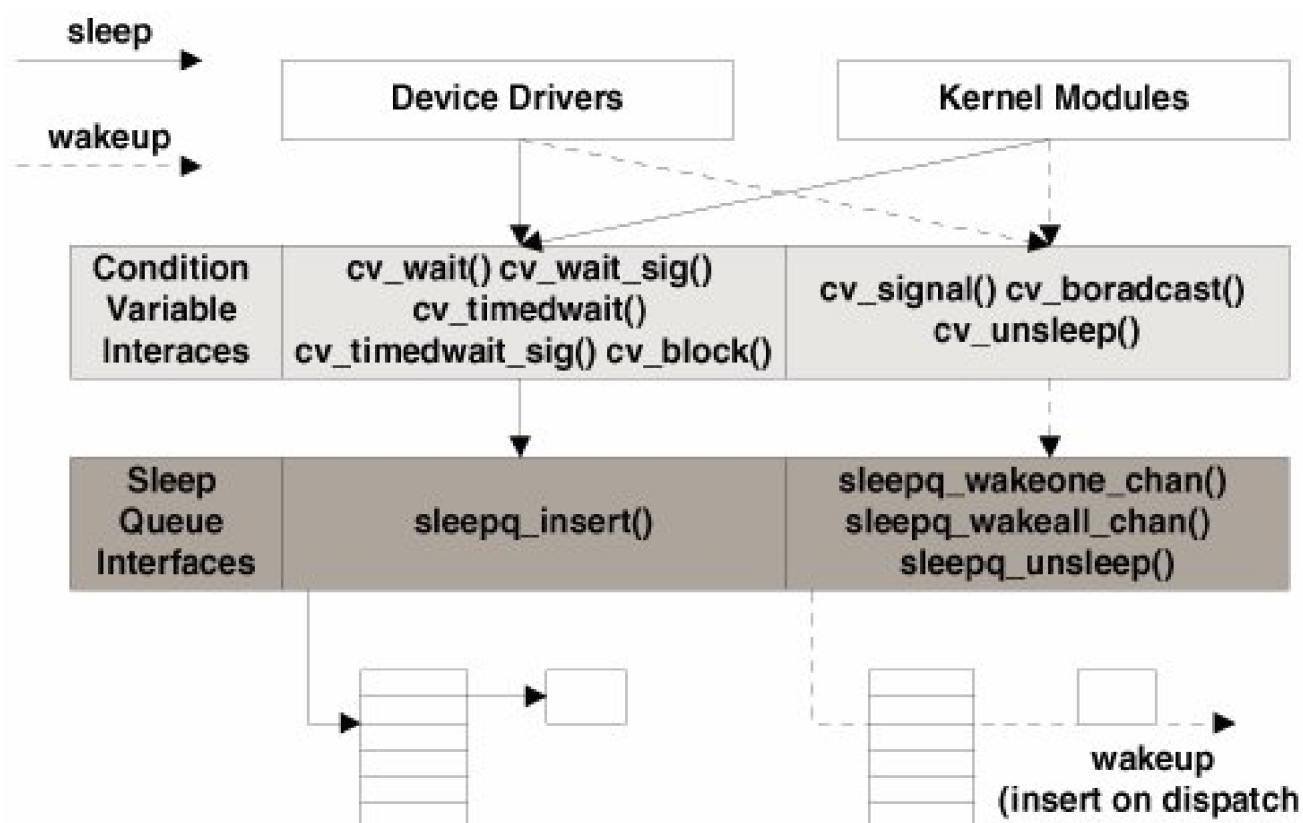 sleep
wakeup
Device Drivers
Kernel Modules
Condition
Variable
Interaces
cv_wait() cv_wait_sig()
cv_timedwait()
cv_timedwait_sig() cv_block()
cv_signal() cv_boradcast()
cv_unsleep()
Sleep
Queue
Interfaces
sleepq_insert()
sleepq_wakeone_chan()
sleepq_wakeall_chan()
sleepq_unsleep()
wakeup
(insert on dispatch